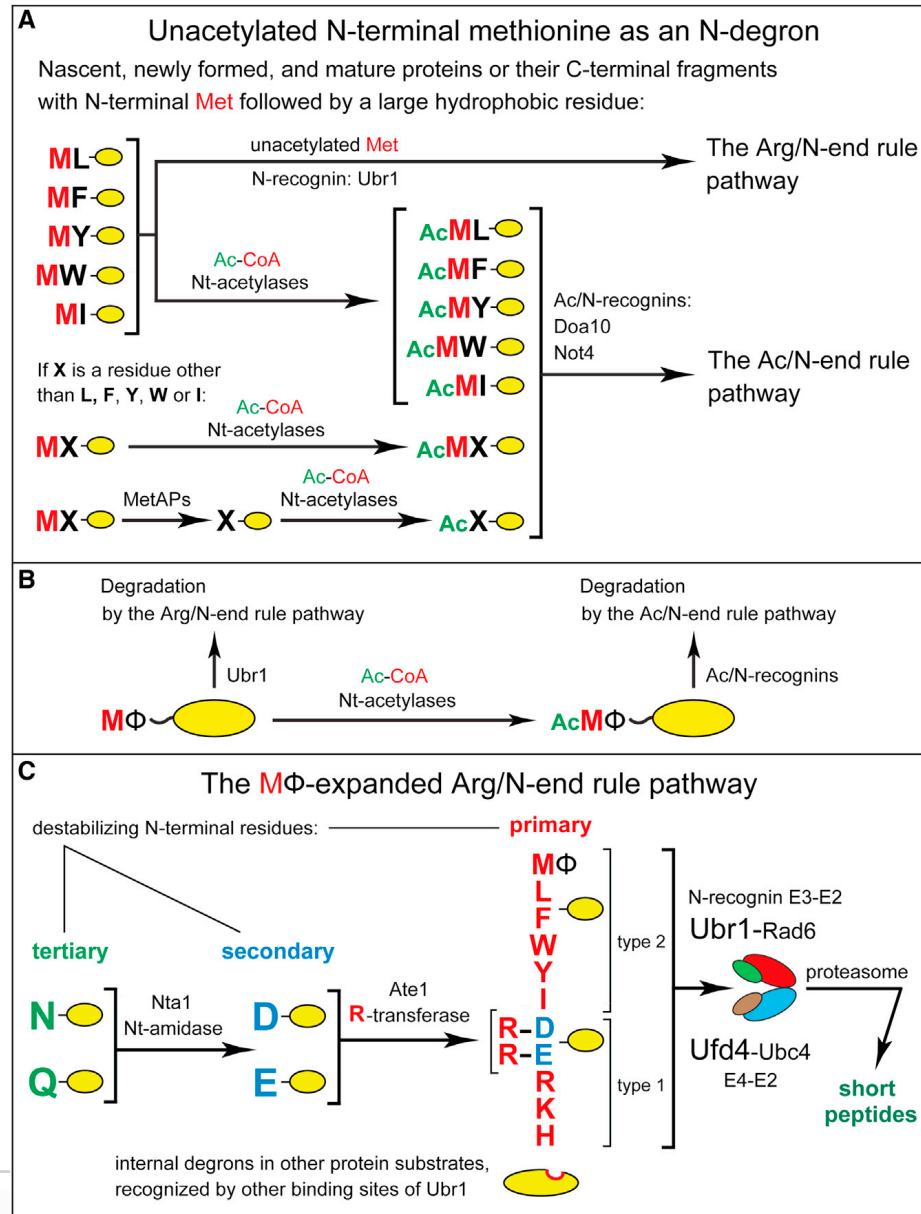 A
Unacetylated N-terminal methionine as an N-degron
Nascent, newly formed, and mature proteins or their C-terminal fragments
with N-terminal Met followed by a large hydrophobic residue:
ML
MF
MY
MW
MI
unacetylated Met
N-recognin: Ubr1
The Arg/N-end rule
pathway
Ac-CoA
Nt-acetylases
AcML
AcMF
AcMY
AcMW
AcMI
Ac/N-recognins:
Doa10
Not4
The Ac/N-end rule
pathway
If X is a residue other
than L, F, Y, W or I:
MX
Ac-CoA
Nt-acetylases
AcMX
MX
MetAPs
X
Ac-CoA
Nt-acetylases
AcX
B
Degradation
by the Arg/N-end rule pathway
Degradation
by the Ac/N-end rule pathway
Ubr1
Ac-CoA
Nt-acetylases
Ac/N-recognins
MΦ
AcMΦ
C
The MΦ-expanded Arg/N-end rule pathway
destabilizing N-terminal residues:
primary
tertiary
secondary
N
Q
Nta1
Nt-amidase
D
E
Ate1
R-transferase
MΦ
L
F
W
Y
I
R-D
R-E
R
K
H
type 2
type 1
N-recognin E3-E2
Ubr1-Rad6
proteasome
Ufd4-Ubc4
E4-E2
short
peptides
internal degrons in other protein substrates,
recognized by other binding sites of Ubr1